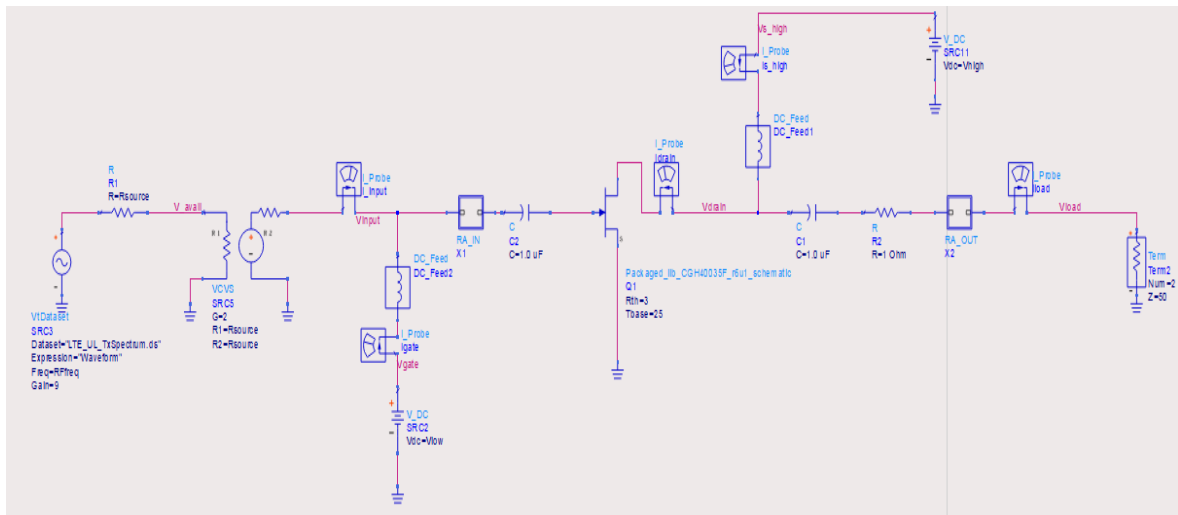 Vs_high
I_Probe
Is_high
V_DC
SRC11
Vdc=Vhigh
DC_Feed
DC_Feed1
I_Probe
Idrain
R
R1
R=Rsource
V_avail
R1
R2
VCVS
SRC5
G=2
R1=Rsource
R2=Rsource
VtDataset
SRC3
Dataset="LTE_UL_TxSpectrum.ds"
Expression="Waveform"
Freq=RFfreq
Gain=9
I_Probe
I_Input
Vinput
DC_Feed
DC_Feed2
I_Probe
Igate
Vgate
V_DC
SRC2
Vdc=Vlow
RA_IN
X1
C
C2
C=1.0 uF
S
Packaged_lib_CGH40035F_r6u1_schematic
Q1
Rth=3
Tbase=25
Vdrain
C
C1
C=1.0 uF
R
R2
R=1 Ohm
RA_OUT
X2
_Probe
Iload
Vload
Term
Term2
Num=2
Z=50